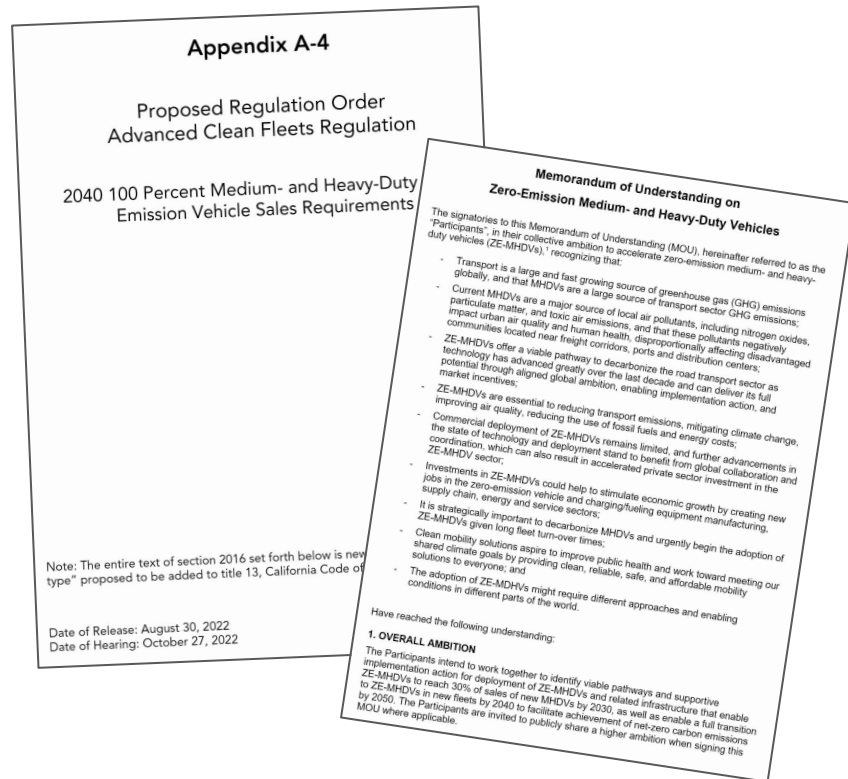 Appendix A-4
Proposed Regulation Order
Advanced Clean Fleets Regulation
2040 100 Percent Medium- and Heavy-Duty
Emission Vehicle Sales Requirements
Note: The entire text of section 2016 set forth below is new
type” proposed to be added to title 13, California Code of
Date of Release: August 30, 2022
Date of Hearing: October 27, 2022
Memorandum of Understanding on
Zero-Emission Medium- and Heavy-Duty Vehicles
The signatories to this Memorandum of Understanding (MOU), hereinafter referred to as the
“Participants”, in their collective ambition to accelerate zero-emission medium- and heavy-
duty vehicles (ZE-MHDVs),¹ recognizing that:
- Transport is a large and fast growing source of greenhouse gas (GHG) emissions
globally, and that MHDVs are a large source of transport sector GHG emissions;
- Current MHDVs are a major source of local air pollutants, including nitrogen oxides,
particulate matter, and toxic air emissions, and that these pollutants negatively
impact urban air quality and human health, disproportionally affecting disadvantaged
communities located near freight corridors, ports and distribution centers;
- ZE-MHDVs offer a viable pathway to decarbonize the road transport sector as
technology has advanced greatly over the last decade and can deliver its full
potential through aligned global ambition, enabling implementation action, and
market incentives;
- ZE-MHDVs are essential to reducing transport emissions, mitigating climate change,
improving air quality, reducing the use of fossil fuels and energy costs;
- Commercial deployment of ZE-MHDVs remains limited, and further advancements in
the state of technology and deployment stand to benefit from global collaboration and
coordination, which can also result in accelerated private sector investment in the
ZE-MHDV sector;
- Investments in ZE-MHDVs could help to stimulate economic growth by creating new
jobs in the zero-emission vehicle and charging/fueling equipment manufacturing,
supply chain, energy and service sectors;
- It is strategically important to decarbonize MHDVs and urgently begin the adoption of
ZE-MHDVs given long fleet turn-over times;
- Clean mobility solutions aspire to improve public health and work toward meeting our
shared climate goals by providing clean, reliable, safe, and affordable mobility
solutions to everyone; and
- The adoption of ZE-MDHVs might require different approaches and enabling
conditions in different parts of the world.
Have reached the following understanding:
1. OVERALL AMBITION
The Participants intend to work together to identify viable pathways and supportive
implementation action for deployment of ZE-MHDVs and related infrastructure that enable
ZE-MHDVs to reach 30% of sales of new MHDVs by 2030, as well as enable a full transition
to ZE-MHDVs in new fleets by 2040 to facilitate achievement of net-zero carbon emissions
by 2050. The Participants are invited to publicly share a higher ambition when signing this
MOU where applicable.